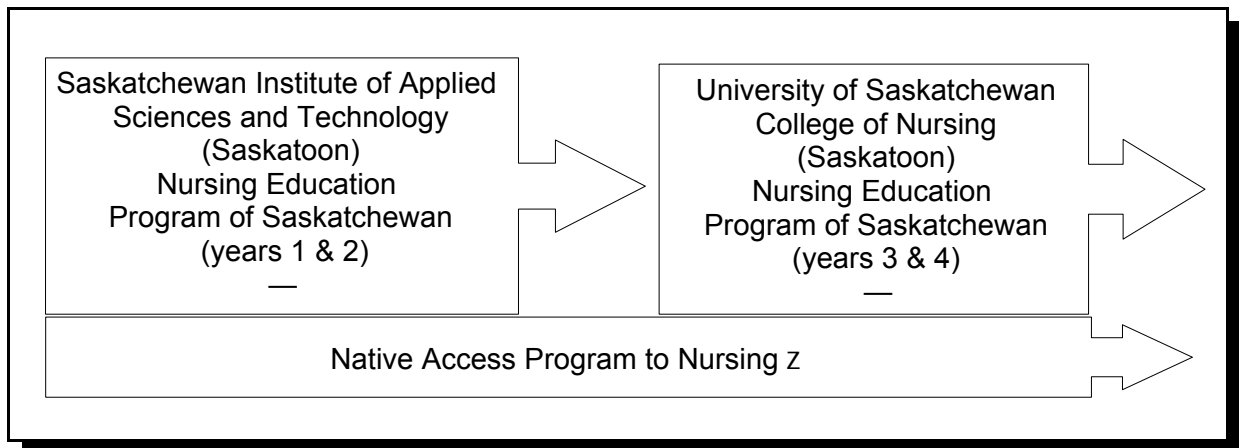 Saskatchewan Institute of Applied
Sciences and Technology
(Saskatoon)
Nursing Education
Program of Saskatchewan
(years 1 & 2)
—
University of Saskatchewan
College of Nursing
(Saskatoon)
Nursing Education
Program of Saskatchewan
(years 3 & 4)
—
Native Access Program to Nursing Z